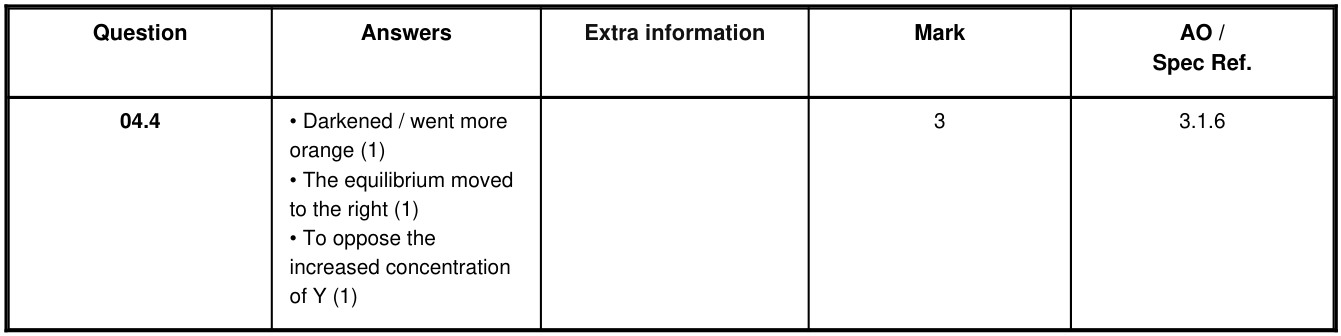 Question Answers Extra information Mark AO /
Spec Ref.
04.4 • Darkened / went more 3 3.1.6
orange (1)
• The equilibrium moved
to the right (1)
• To oppose the
increased concentration
of Y (1)